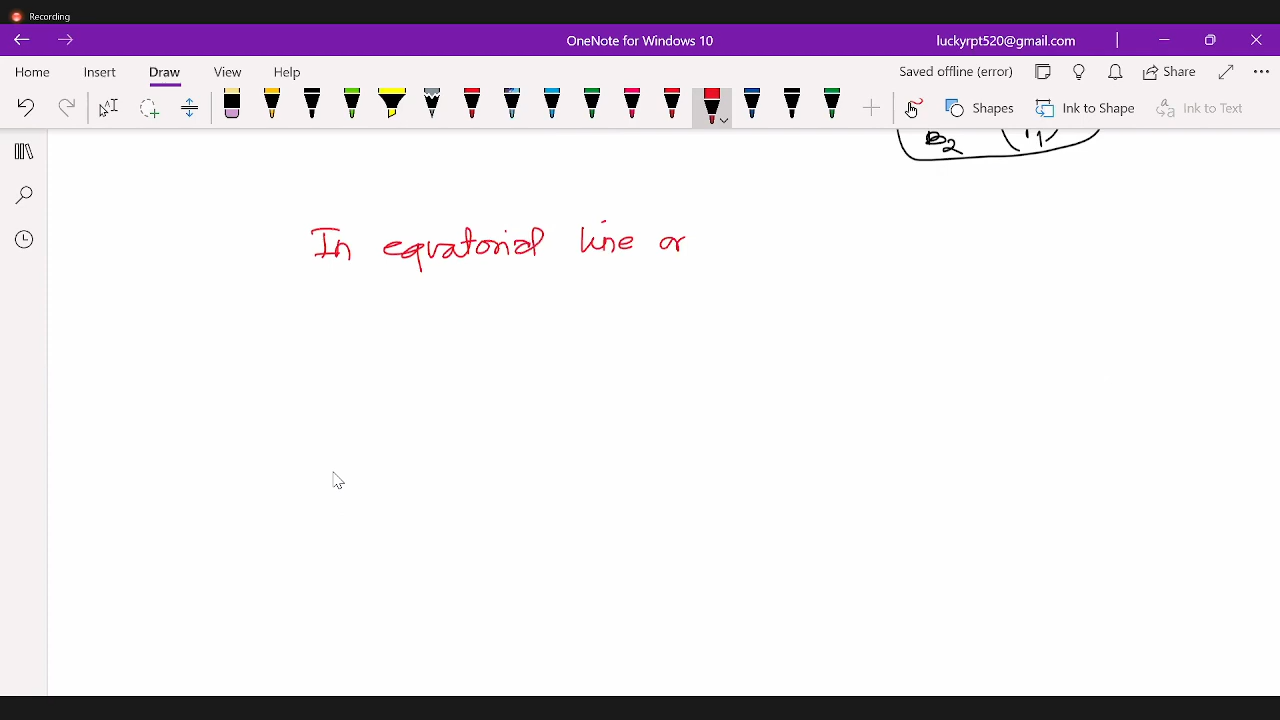 Recording
OneNote for Windows 10
luckyrpt520@gmail.com
Home Insert Draw View Help
Saved offline (error)
Share
Shapes
Ink to Shape
Ink to Text
B2
In equatorial line or